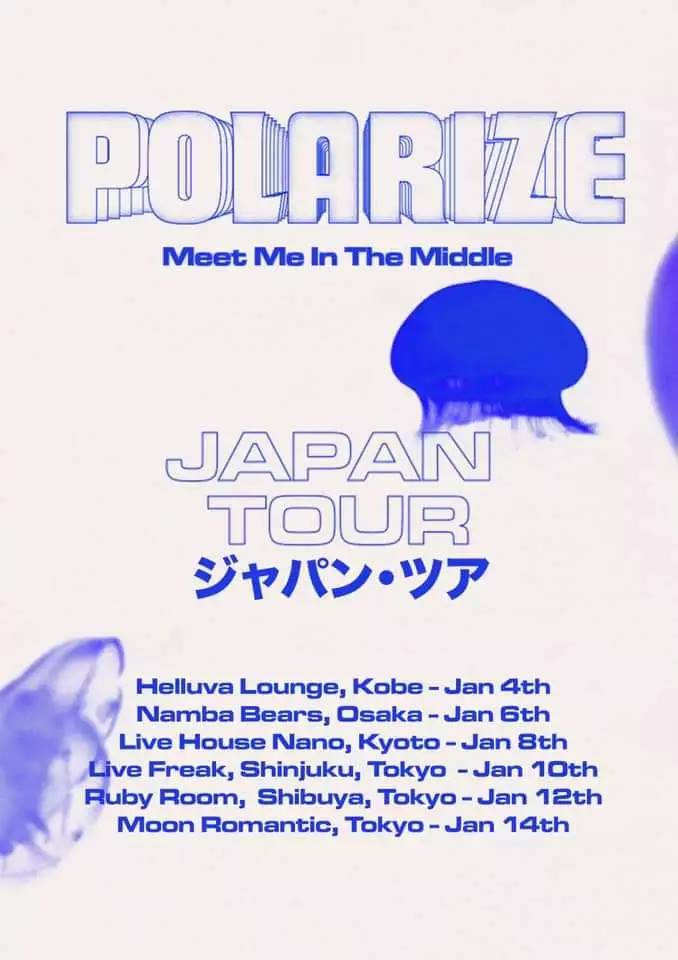 POLARIZE
Meet Me In The Middle
JAPAN
TOUR
ジャパン・ツア
Helluva Lounge, Kobe - Jan 4th
Namba Bears, Osaka - Jan 6th
Live House Nano, Kyoto - Jan 8th
Live Freak, Shinjuku, Tokyo - Jan 10th
Ruby Room, Shibuya, Tokyo - Jan 12th
Moon Romantic, Tokyo - Jan 14th